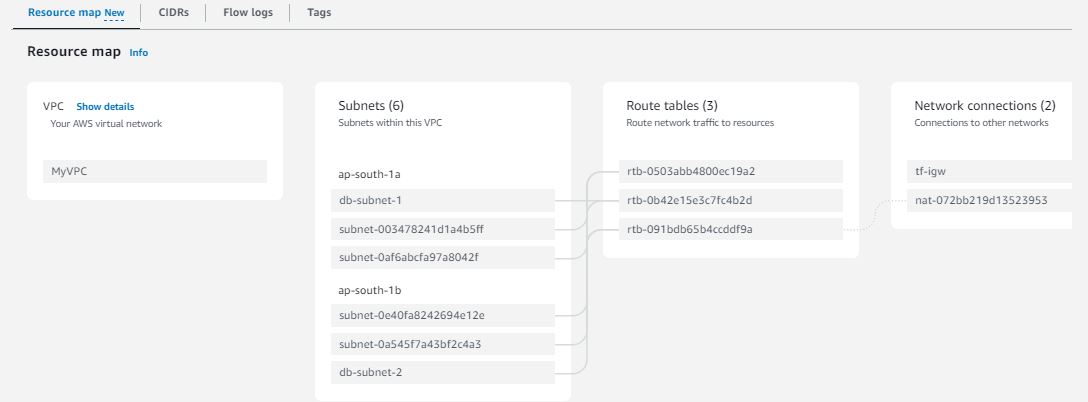 Resource map New
CIDRs
Flow logs
Tags
Resource map Info
VPC Show details
Your AWS virtual network
MyVPC
Subnets (6)
Subnets within this VPC
ap-south-1a
db-subnet-1
subnet-003478241d1a4b5ff
subnet-0af6abcfa97a8042f
ap-south-1b
subnet-0e40fa8242694e12e
subnet-0a545f7a43bf2c4a3
db-subnet-2
Route tables (3)
Route network traffic to resources
rtb-0503abb4800ec19a2
rtb-0b42e15e3c7fc4b2d
rtb-091bdb65b4ccddf9a
Network connections (2)
Connections to other networks
tf-igw
nat-072bb219d13523953